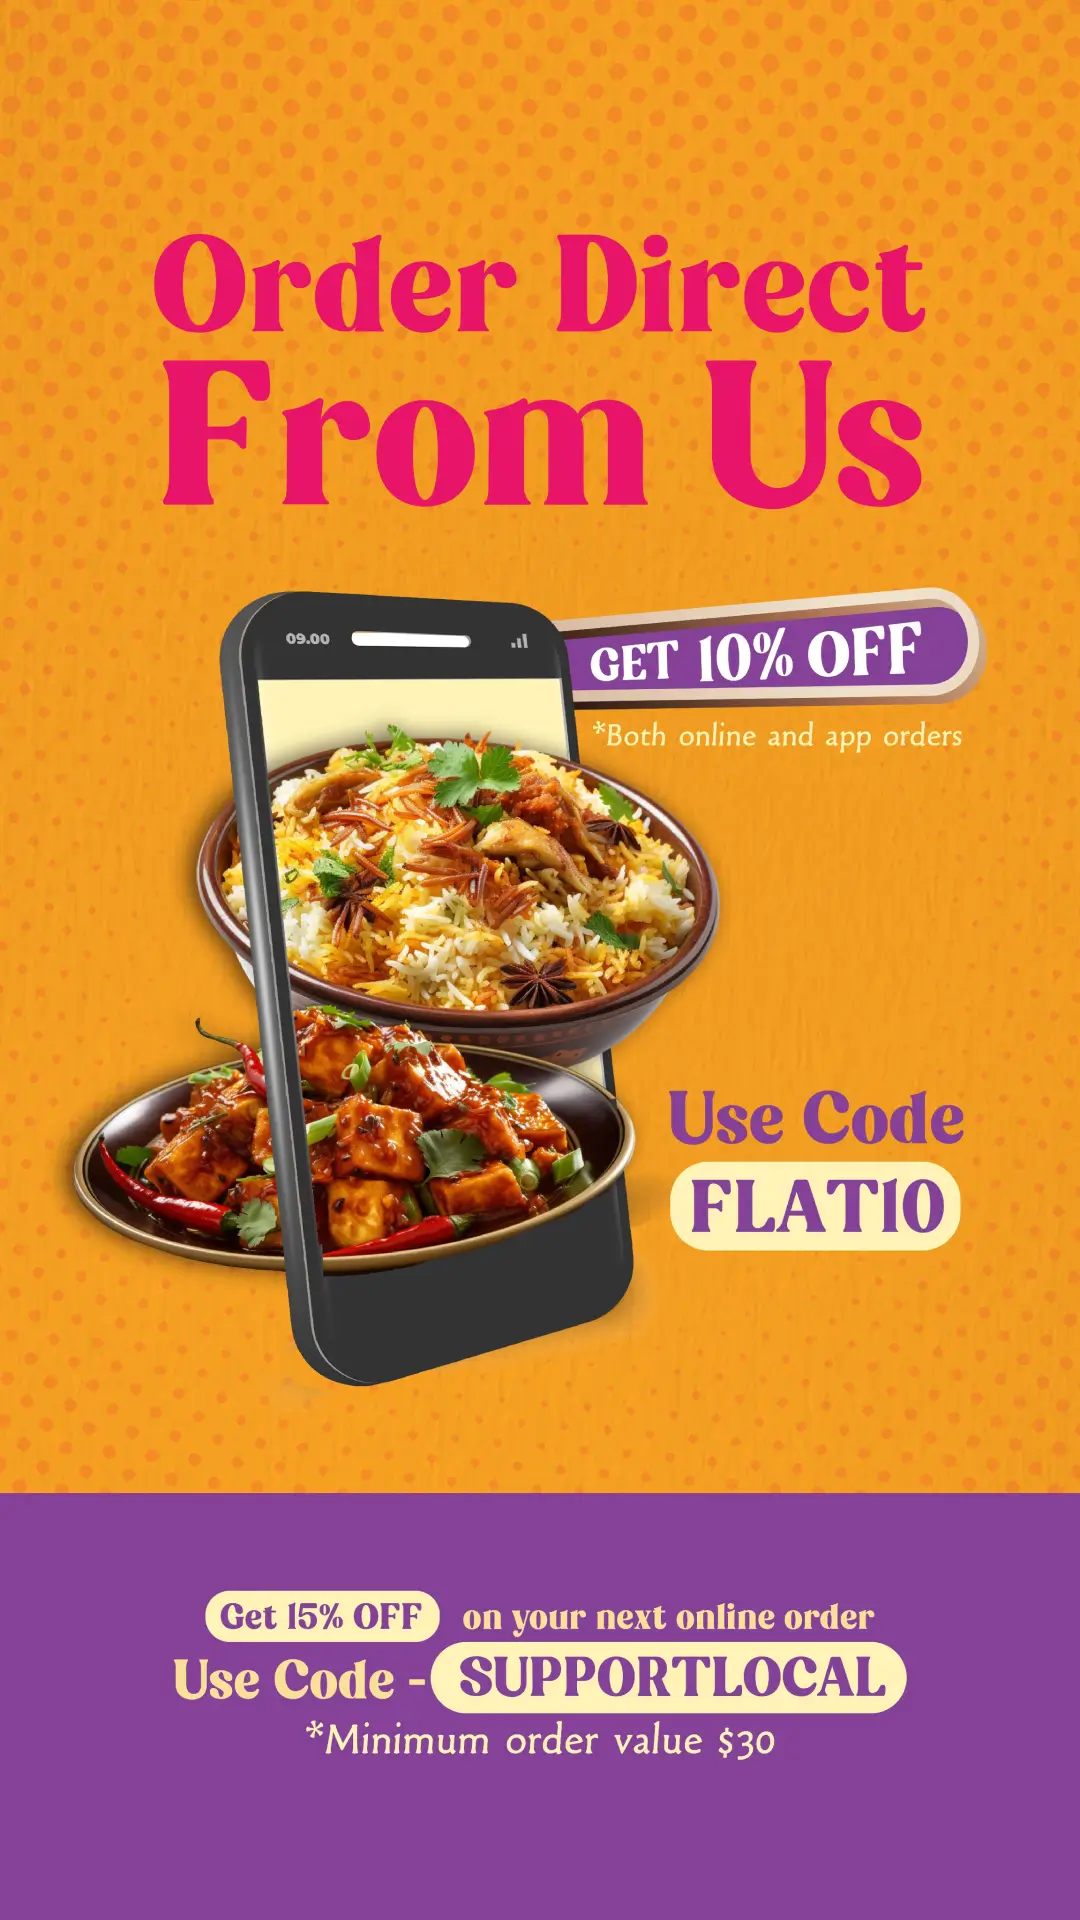 Order Direct
From Us
09.00
GET 10% OFF
*Both online and app orders
Use Code
FLAT10
Get 15% OFF on your next online order
Use Code - SUPPORTLOCAL
*Minimum order value $30